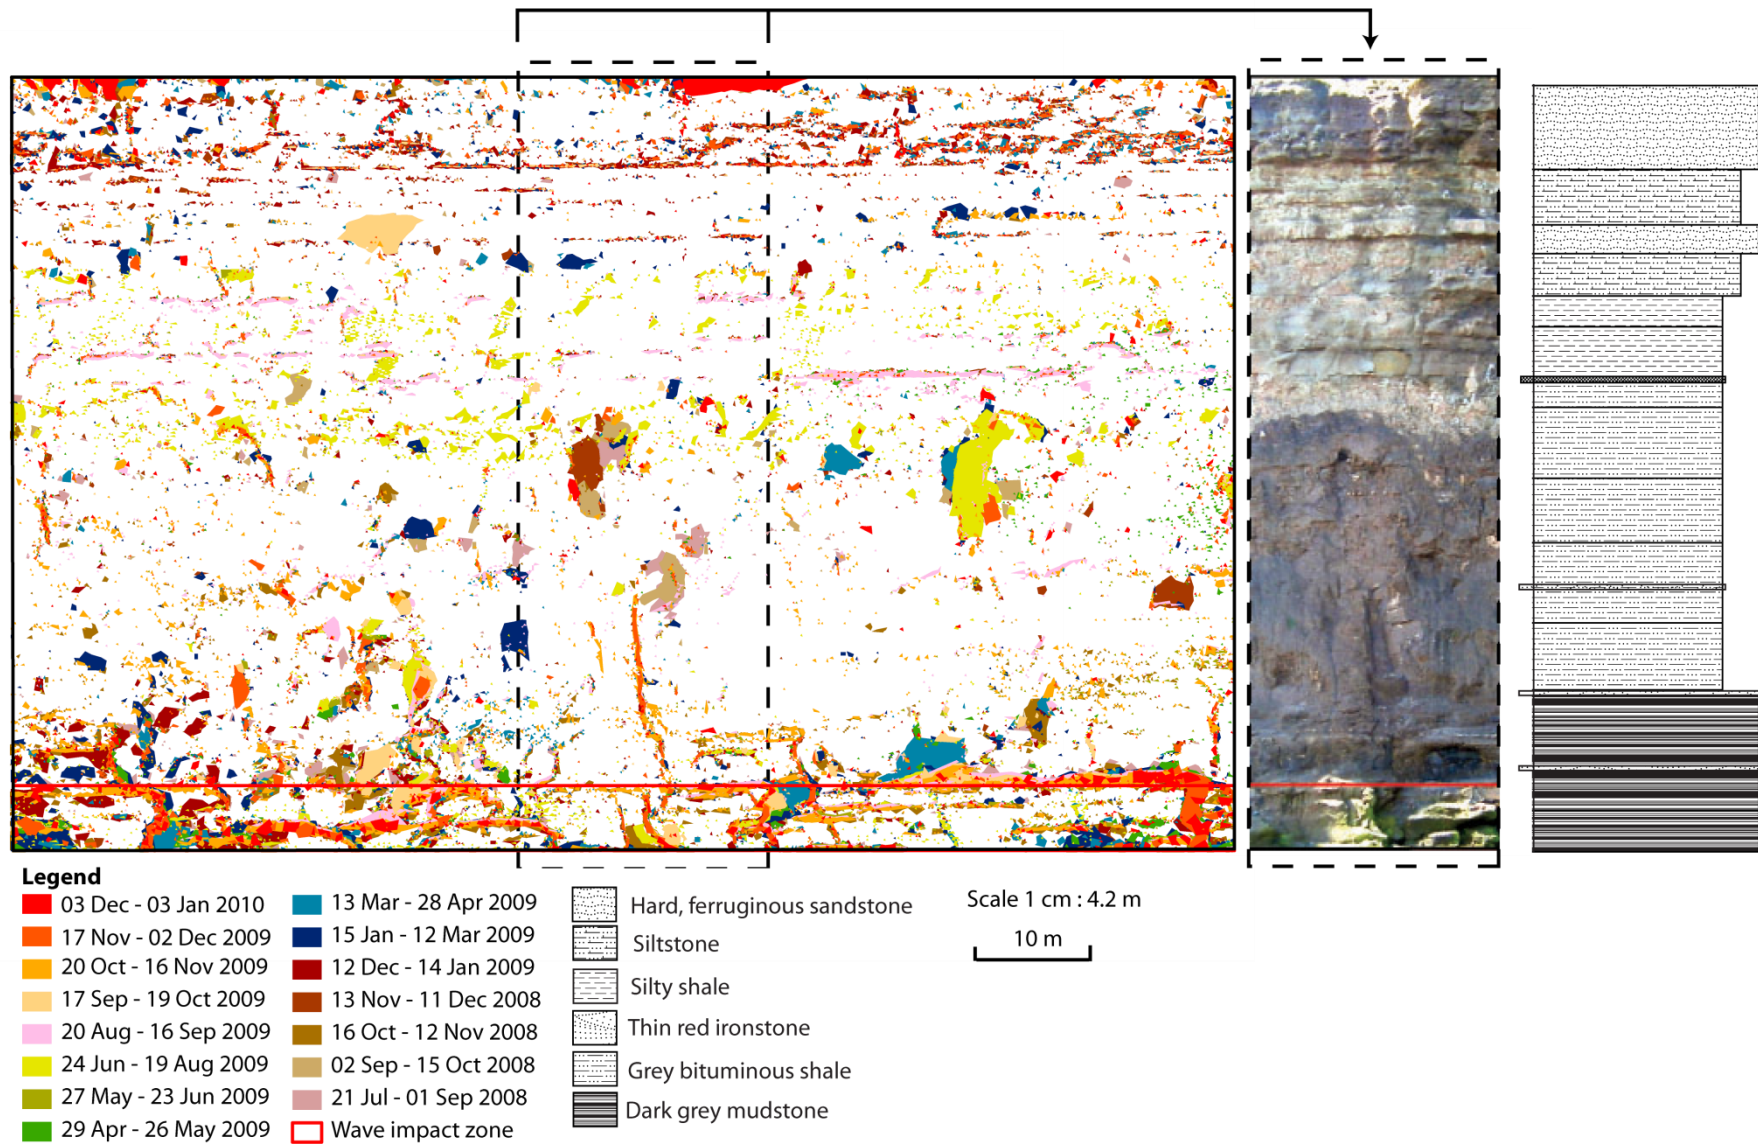 Legend
03 Dec - 03 Jan 2010
17 Nov - 02 Dec 2009
20 Oct - 16 Nov 2009
17 Sep - 19 Oct 2009
20 Aug - 16 Sep 2009
24 Jun - 19 Aug 2009
27 May - 23 Jun 2009
29 Apr - 26 May 2009
13 Mar - 28 Apr 2009
15 Jan - 12 Mar 2009
12 Dec - 14 Jan 2009
13 Nov - 11 Dec 2008
16 Oct - 12 Nov 2008
02 Sep - 15 Oct 2008
21 Jul - 01 Sep 2008
Wave impact zone
Hard, ferruginous sandstone
Siltstone
Silty shale
Thin red ironstone
Grey bituminous shale
Dark grey mudstone
Scale 1 cm : 4.2 m
10 m